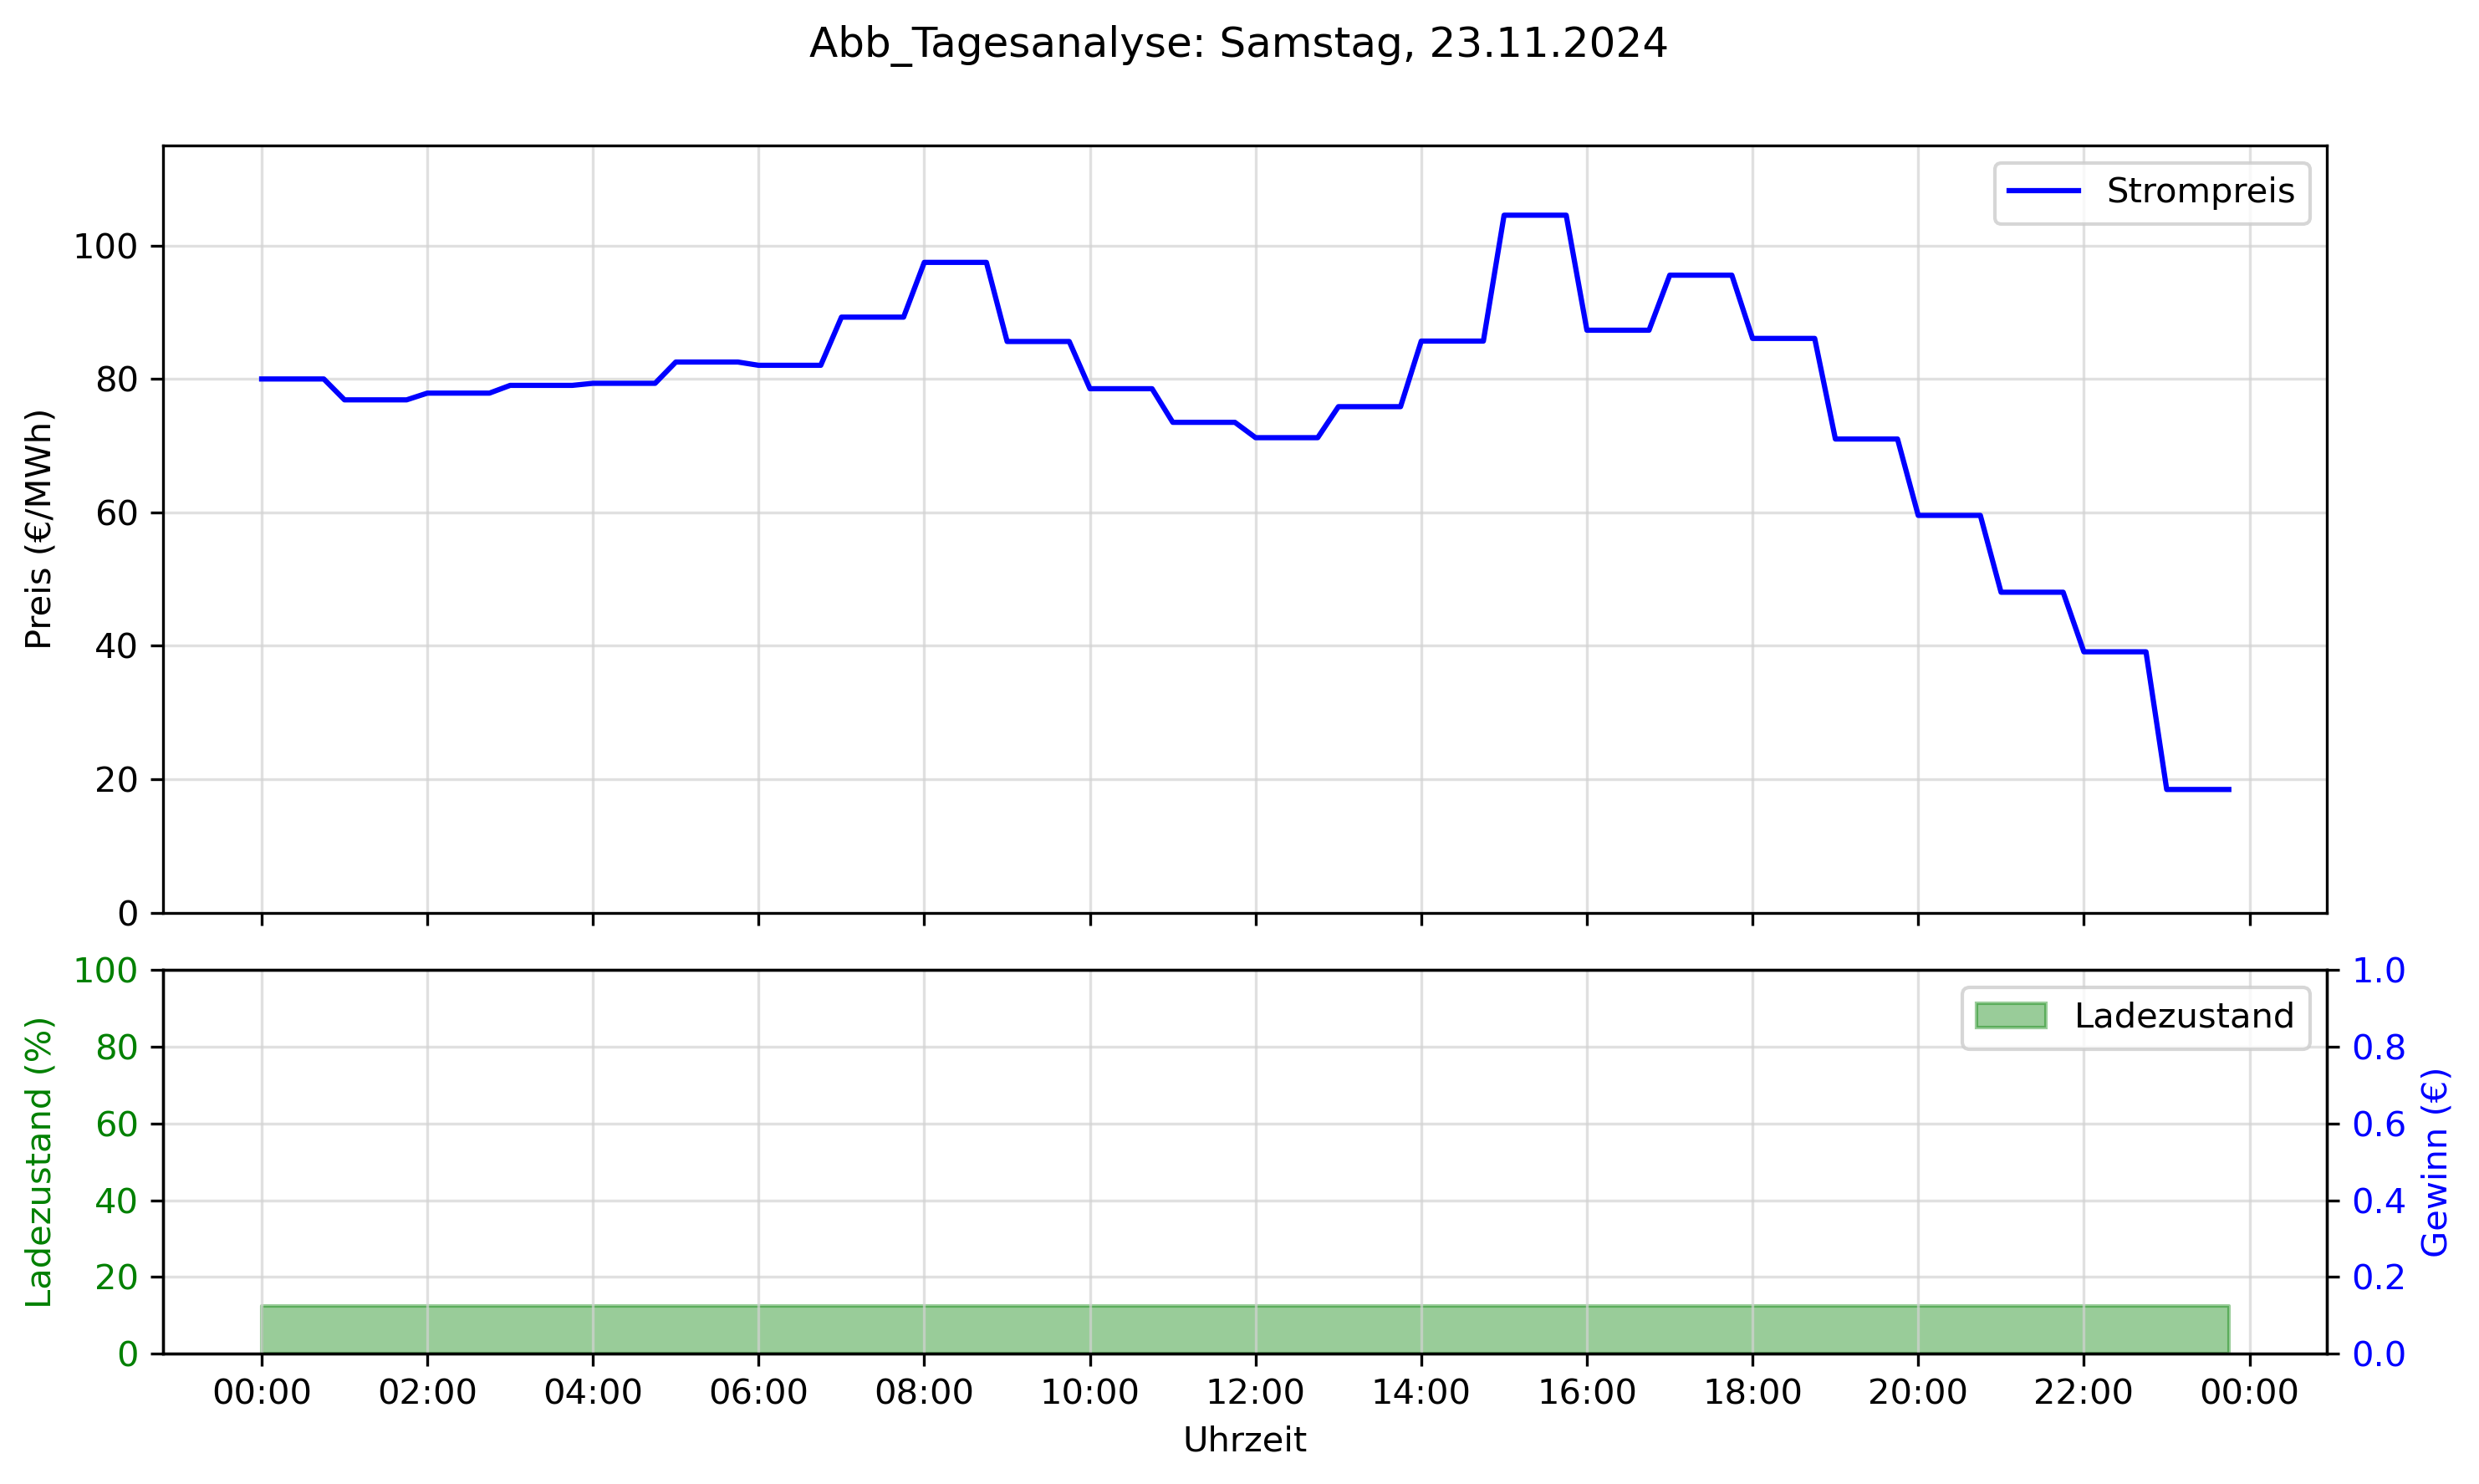 Abb_Tagesanalyse: Samstag, 23.11.2024
Strompreis
100
80
60
40
20
0
Preis (€/MWh)
Ladezustand
100
80
60
40
20
0
Ladezustand (%)
1.0
0.8
0.6
0.4
0.2
0.0
Gewinn (€)
00:00 02:00 04:00 06:00 08:00 10:00 12:00 14:00 16:00 18:00 20:00 22:00 00:00
Uhrzeit